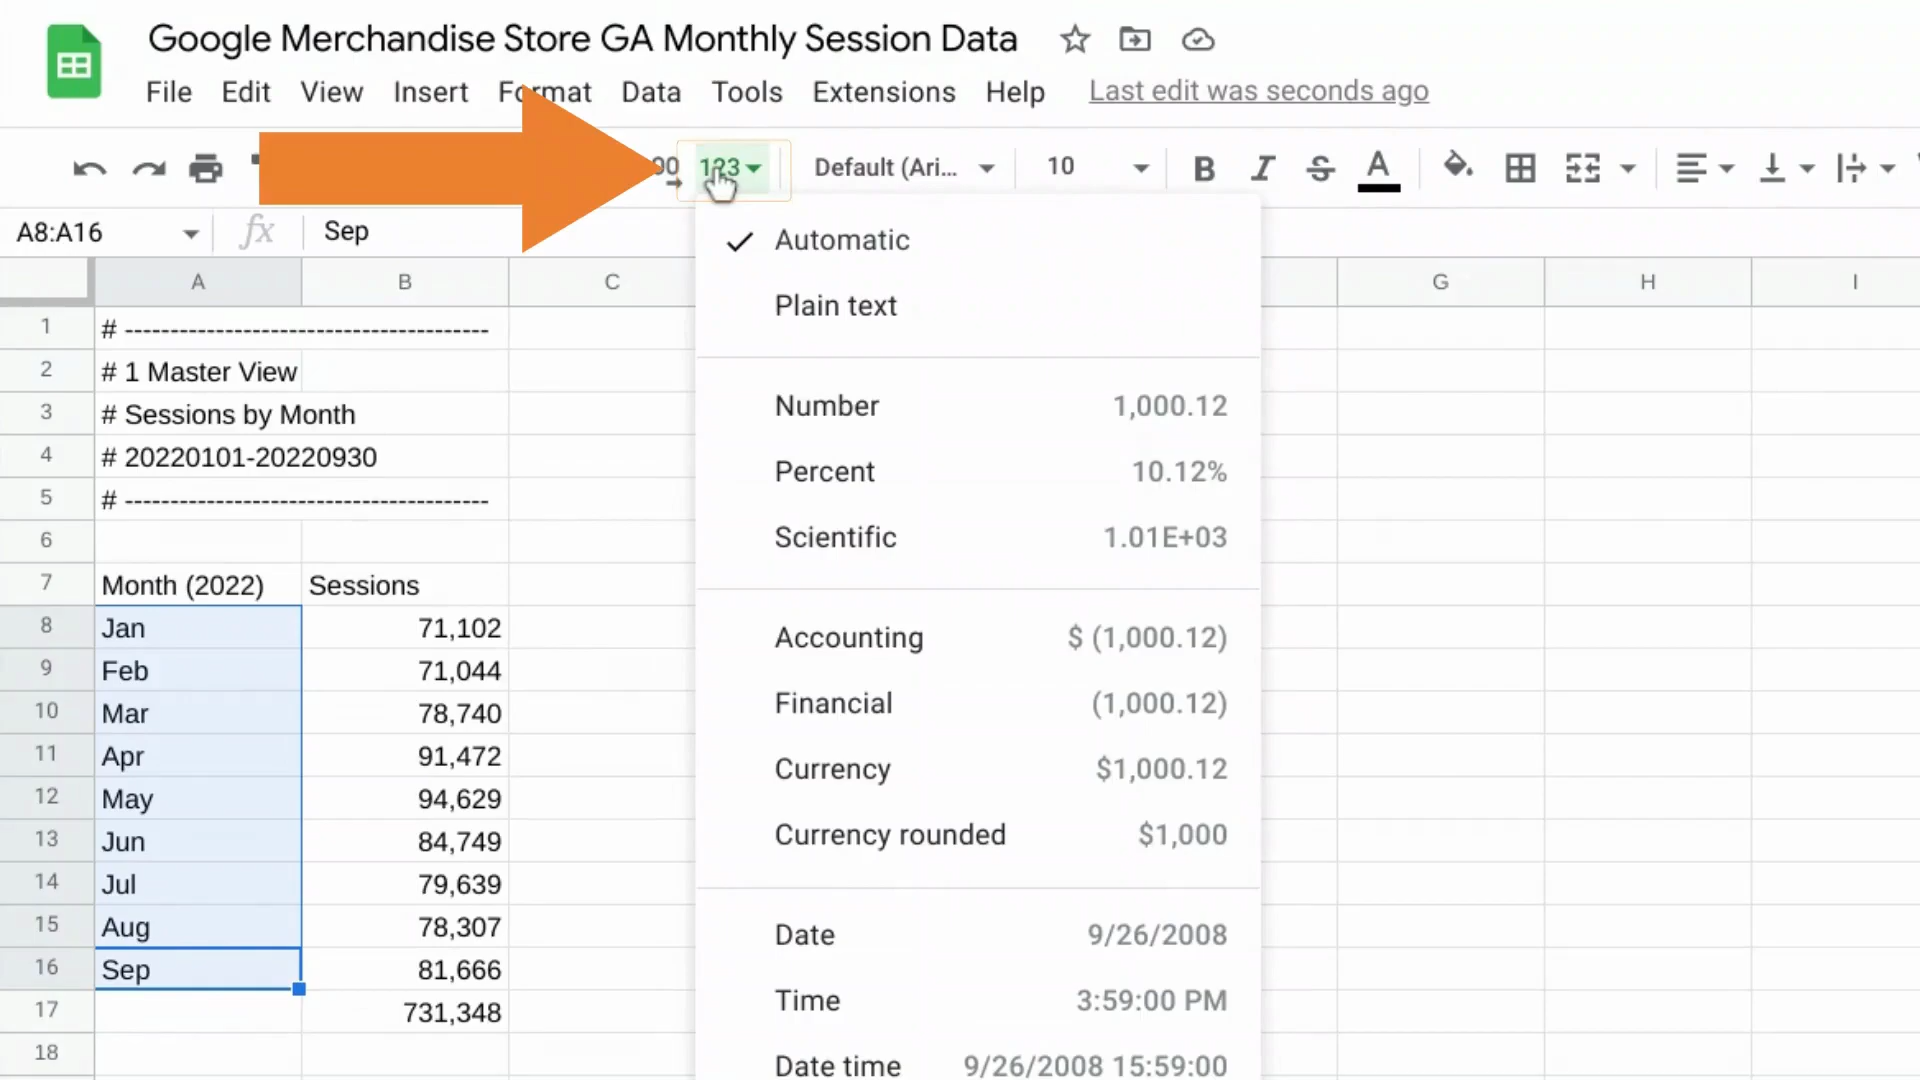 Google Merchandise Store GA Monthly Session Data
File Edit View Insert Format Data Tools Extensions Help Last edit was seconds ago
00 123 Default (Ari... 10 B I S A
A8:A16 fx Sep
A B C G H I
1 # ----------------------------------------
2 # 1 Master View
3 # Sessions by Month
4 # 20220101-20220930
5 # ----------------------------------------
6
7 Month (2022) Sessions
8 Jan 71,102
9 Feb 71,044
10 Mar 78,740
11 Apr 91,472
12 May 94,629
13 Jun 84,749
14 Jul 79,639
15 Aug 78,307
16 Sep 81,666
17 731,348
18
Automatic
Plain text
Number 1,000.12
Percent 10.12%
Scientific 1.01E+03
Accounting $ (1,000.12)
Financial (1,000.12)
Currency $1,000.12
Currency rounded $1,000
Date 9/26/2008
Time 3:59:00 PM
Date time 9/26/2008 15:59:00